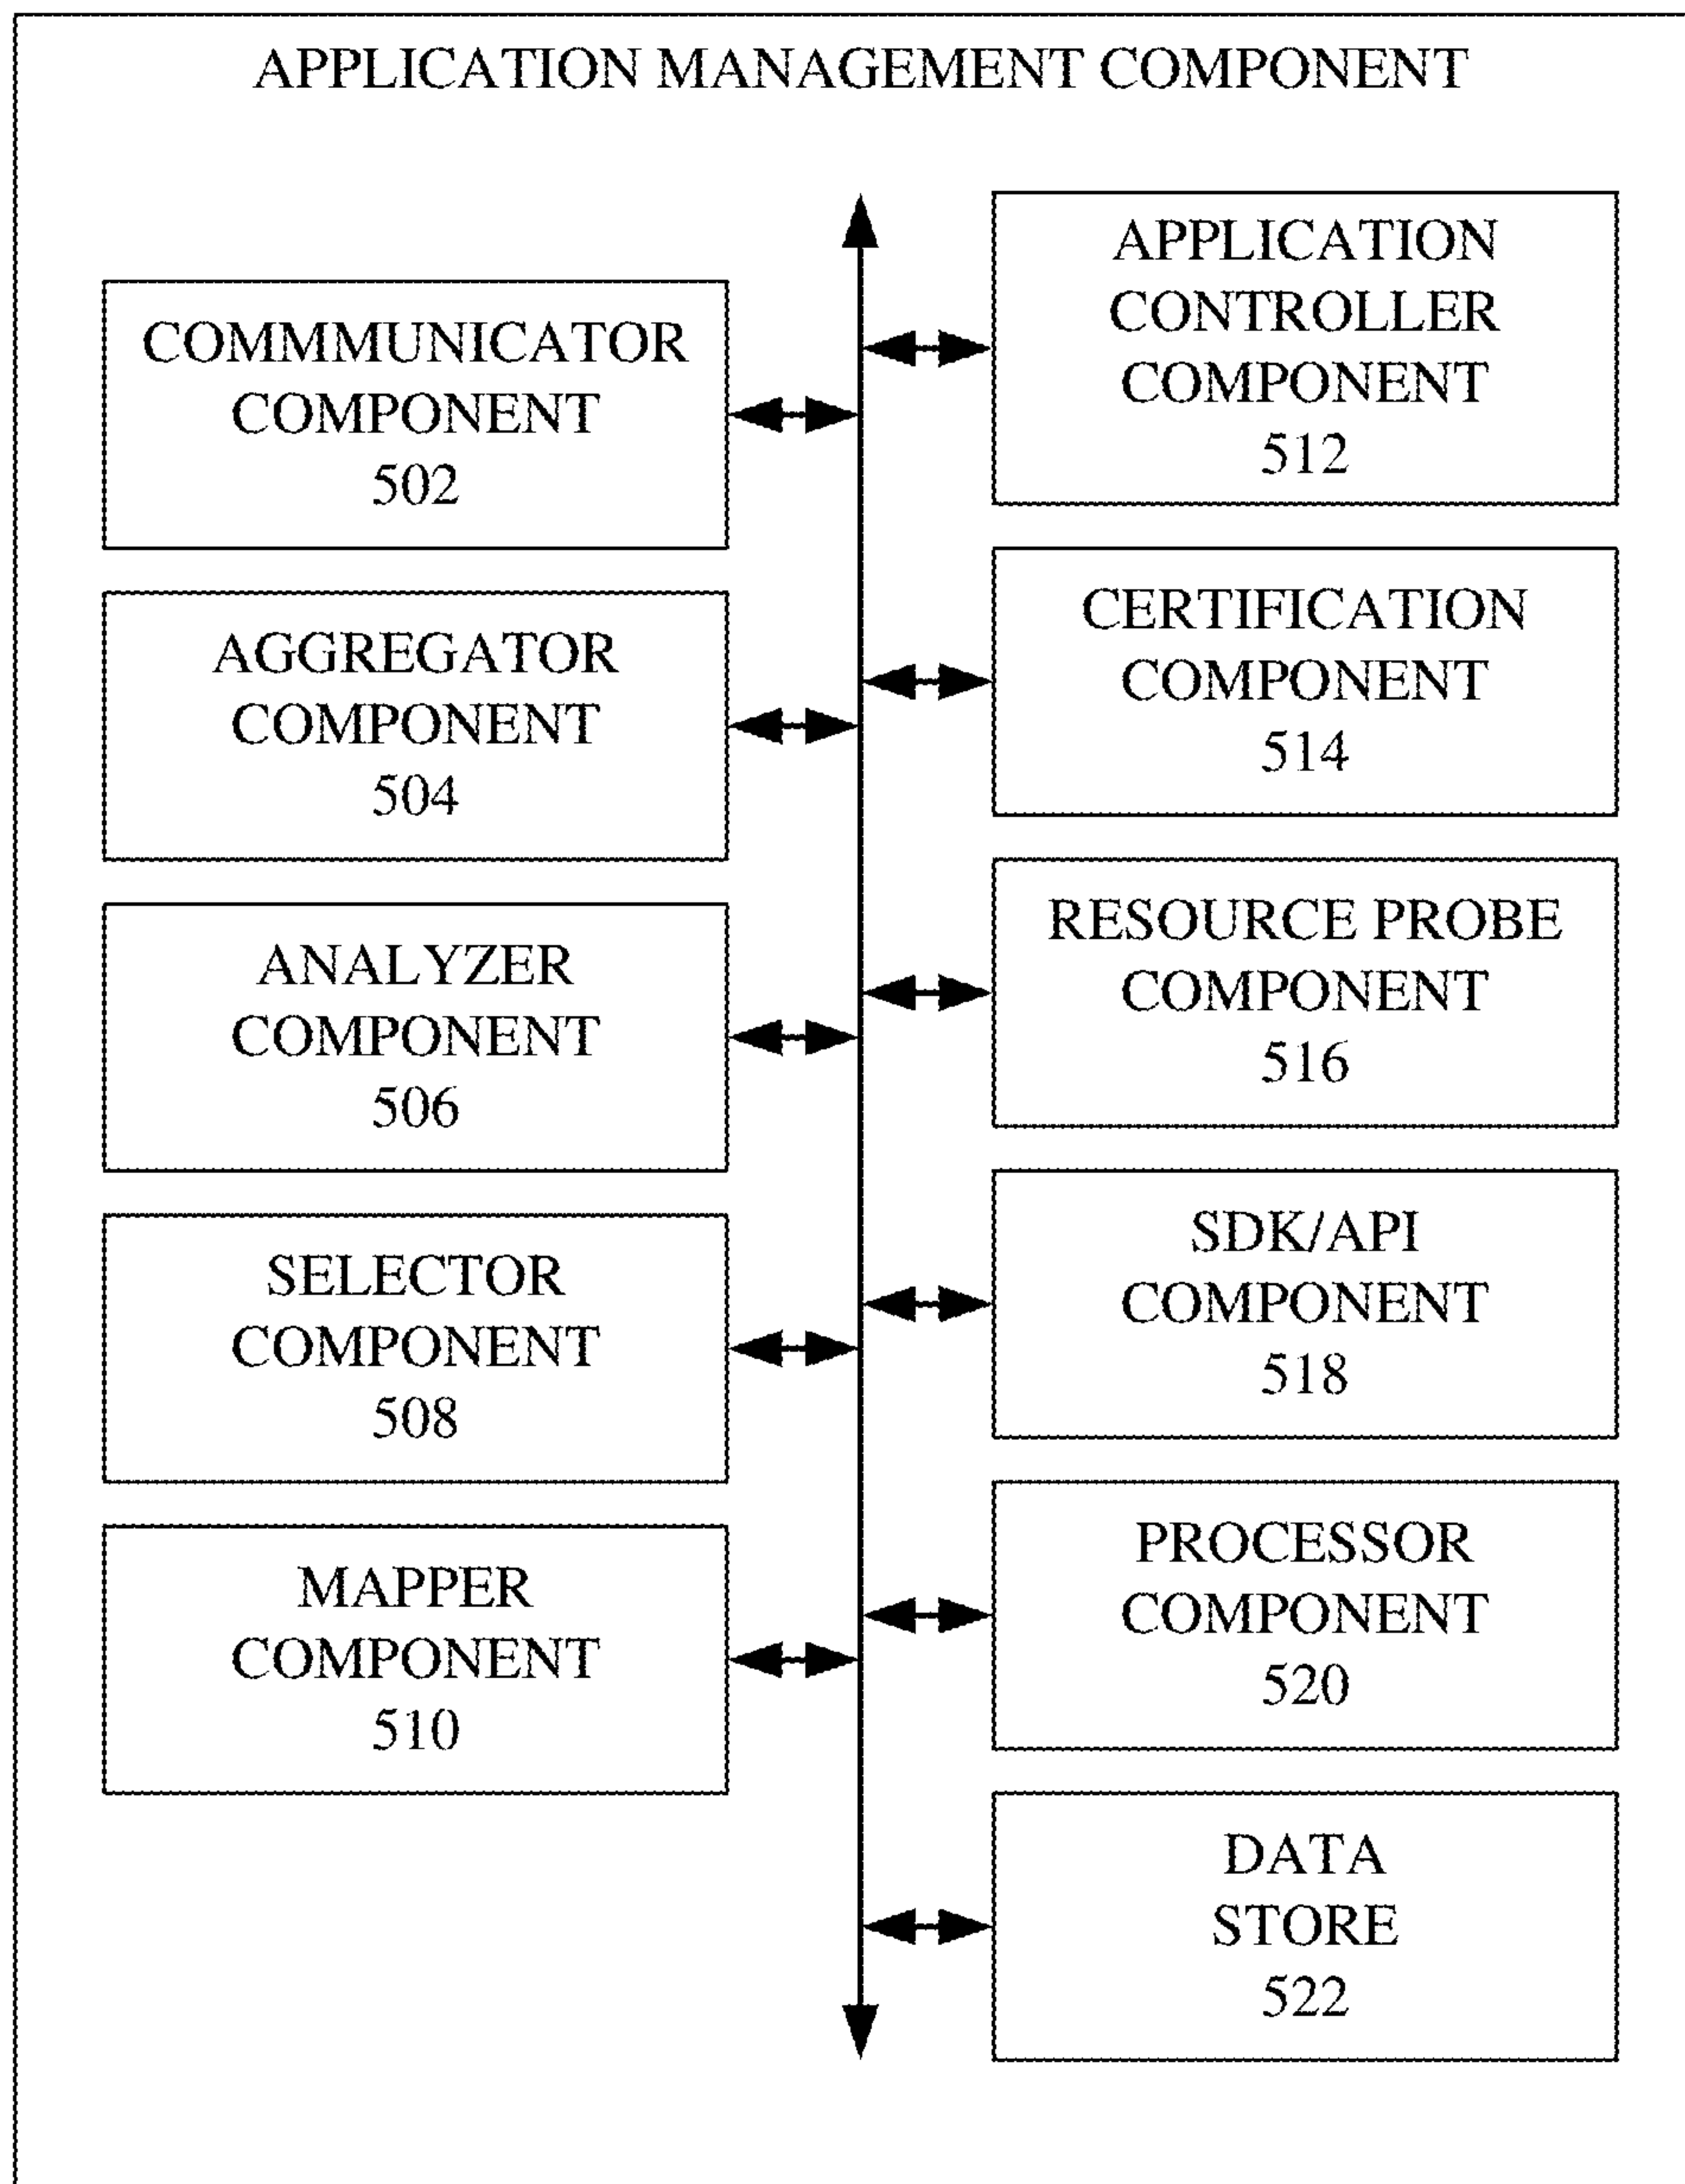 APPLICATION MANAGEMENT COMPONENT
COMMMUNICATOR
COMPONENT
502
AGGREGATOR
COMPONENT
504
ANALYZER
COMPONENT
506
SELECTOR
COMPONENT
508
MAPPER
COMPONENT
510
APPLICATION
CONTROLLER
COMPONENT
512
CERTIFICATION
COMPONENT
514
RESOURCE PROBE
COMPONENT
516
SDK/API
COMPONENT
518
PROCESSOR
COMPONENT
520
DATA
STORE
522